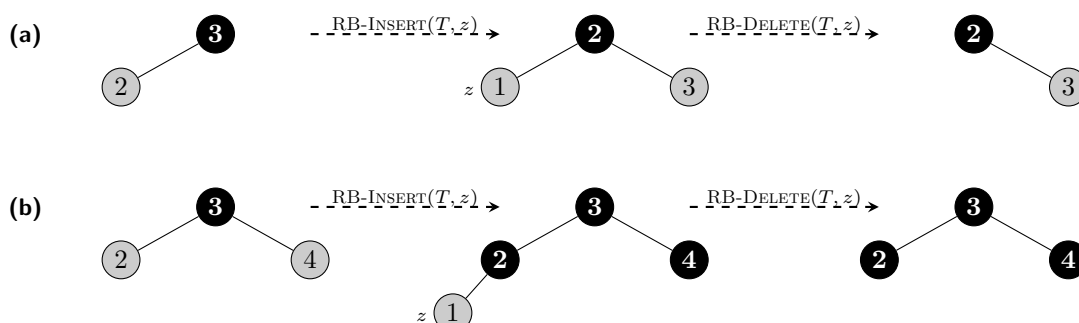 (a) 3 RB-INSERT(T, z) 2 RB-DELETE(T, z) 2
2 z 1 3 3
(b) 3 RB-INSERT(T, z) 3 RB-DELETE(T, z) 3
2 4 2 4 2 4
z 1